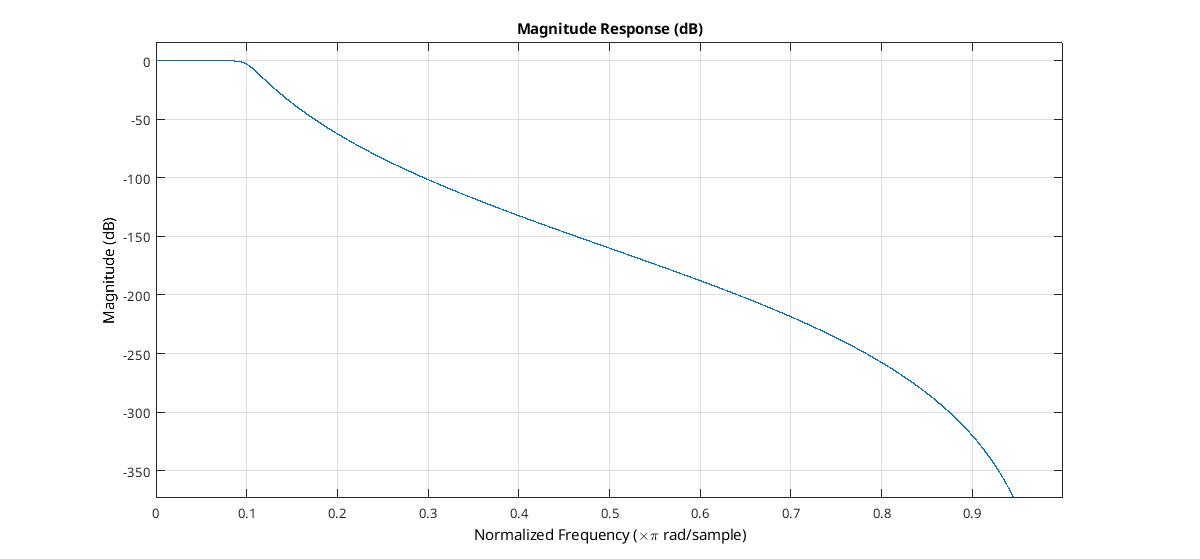 Magnitude Response (dB)
Magnitude (dB)
0
-50
-100
-150
-200
-250
-300
-350
0 0.1 0.2 0.3 0.4 0.5 0.6 0.7 0.8 0.9
Normalized Frequency (×π rad/sample)